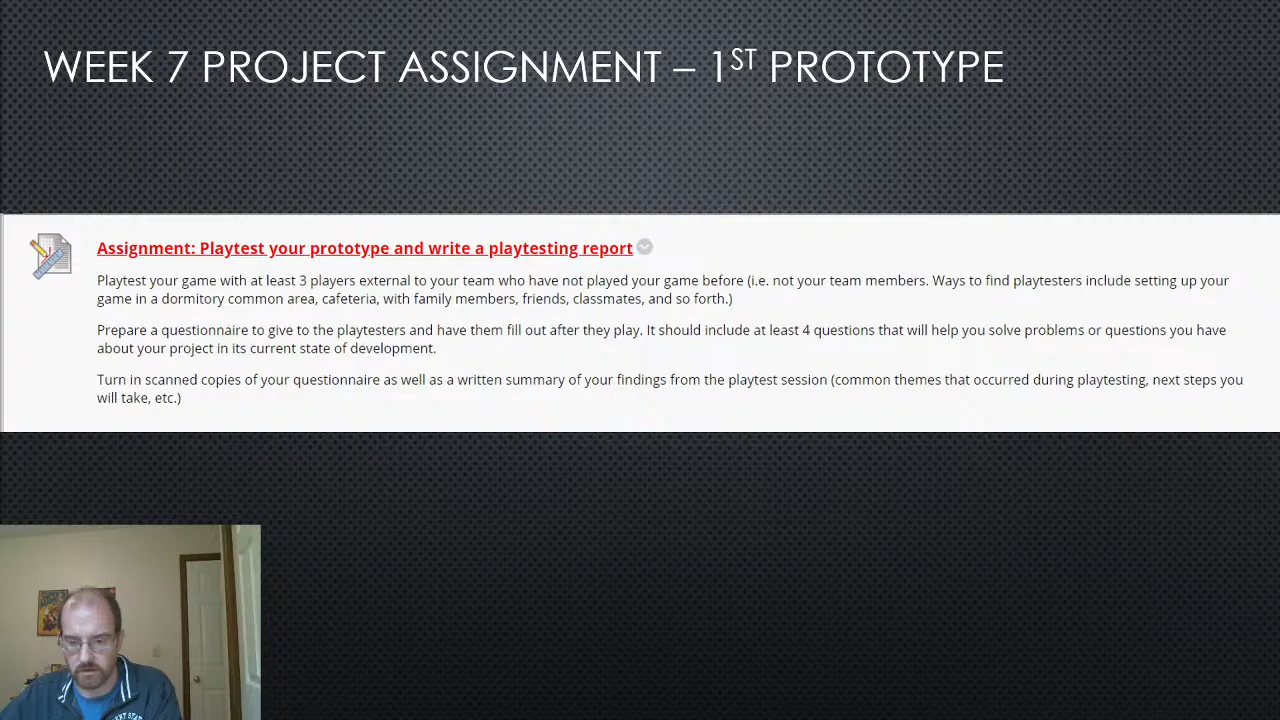 WEEK 7 PROJECT ASSIGNMENT – 1ST PROTOTYPE
Assignment: Playtest your prototype and write a playtesting report
Playtest your game with at least 3 players external to your team who have not played your game before (i.e. not your team members. Ways to find playtesters include setting up your
game in a dormitory common area, cafeteria, with family members, friends, classmates, and so forth.)
Prepare a questionnaire to give to the playtesters and have them fill out after they play. It should include at least 4 questions that will help you solve problems or questions you have
about your project in its current state of development.
Turn in scanned copies of your questionnaire as well as a written summary of your findings from the playtest session (common themes that occurred during playtesting, next steps you
will take, etc.)